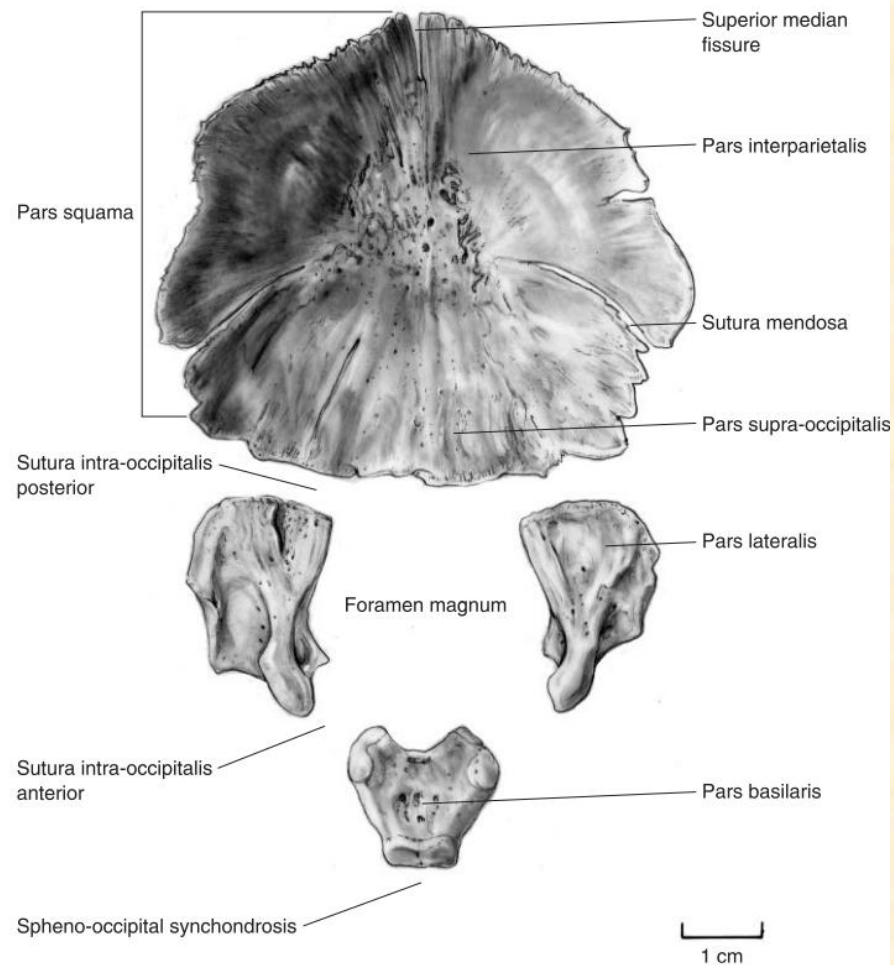 Superior median
fissure
Pars interparietalis
Pars squama
Sutura mendosa
Pars supra-occipitalis
Sutura intra-occipitalis
posterior
Pars lateralis
Foramen magnum
Sutura intra-occipitalis
anterior
Pars basilaris
Spheno-occipital synchondrosis
1 cm